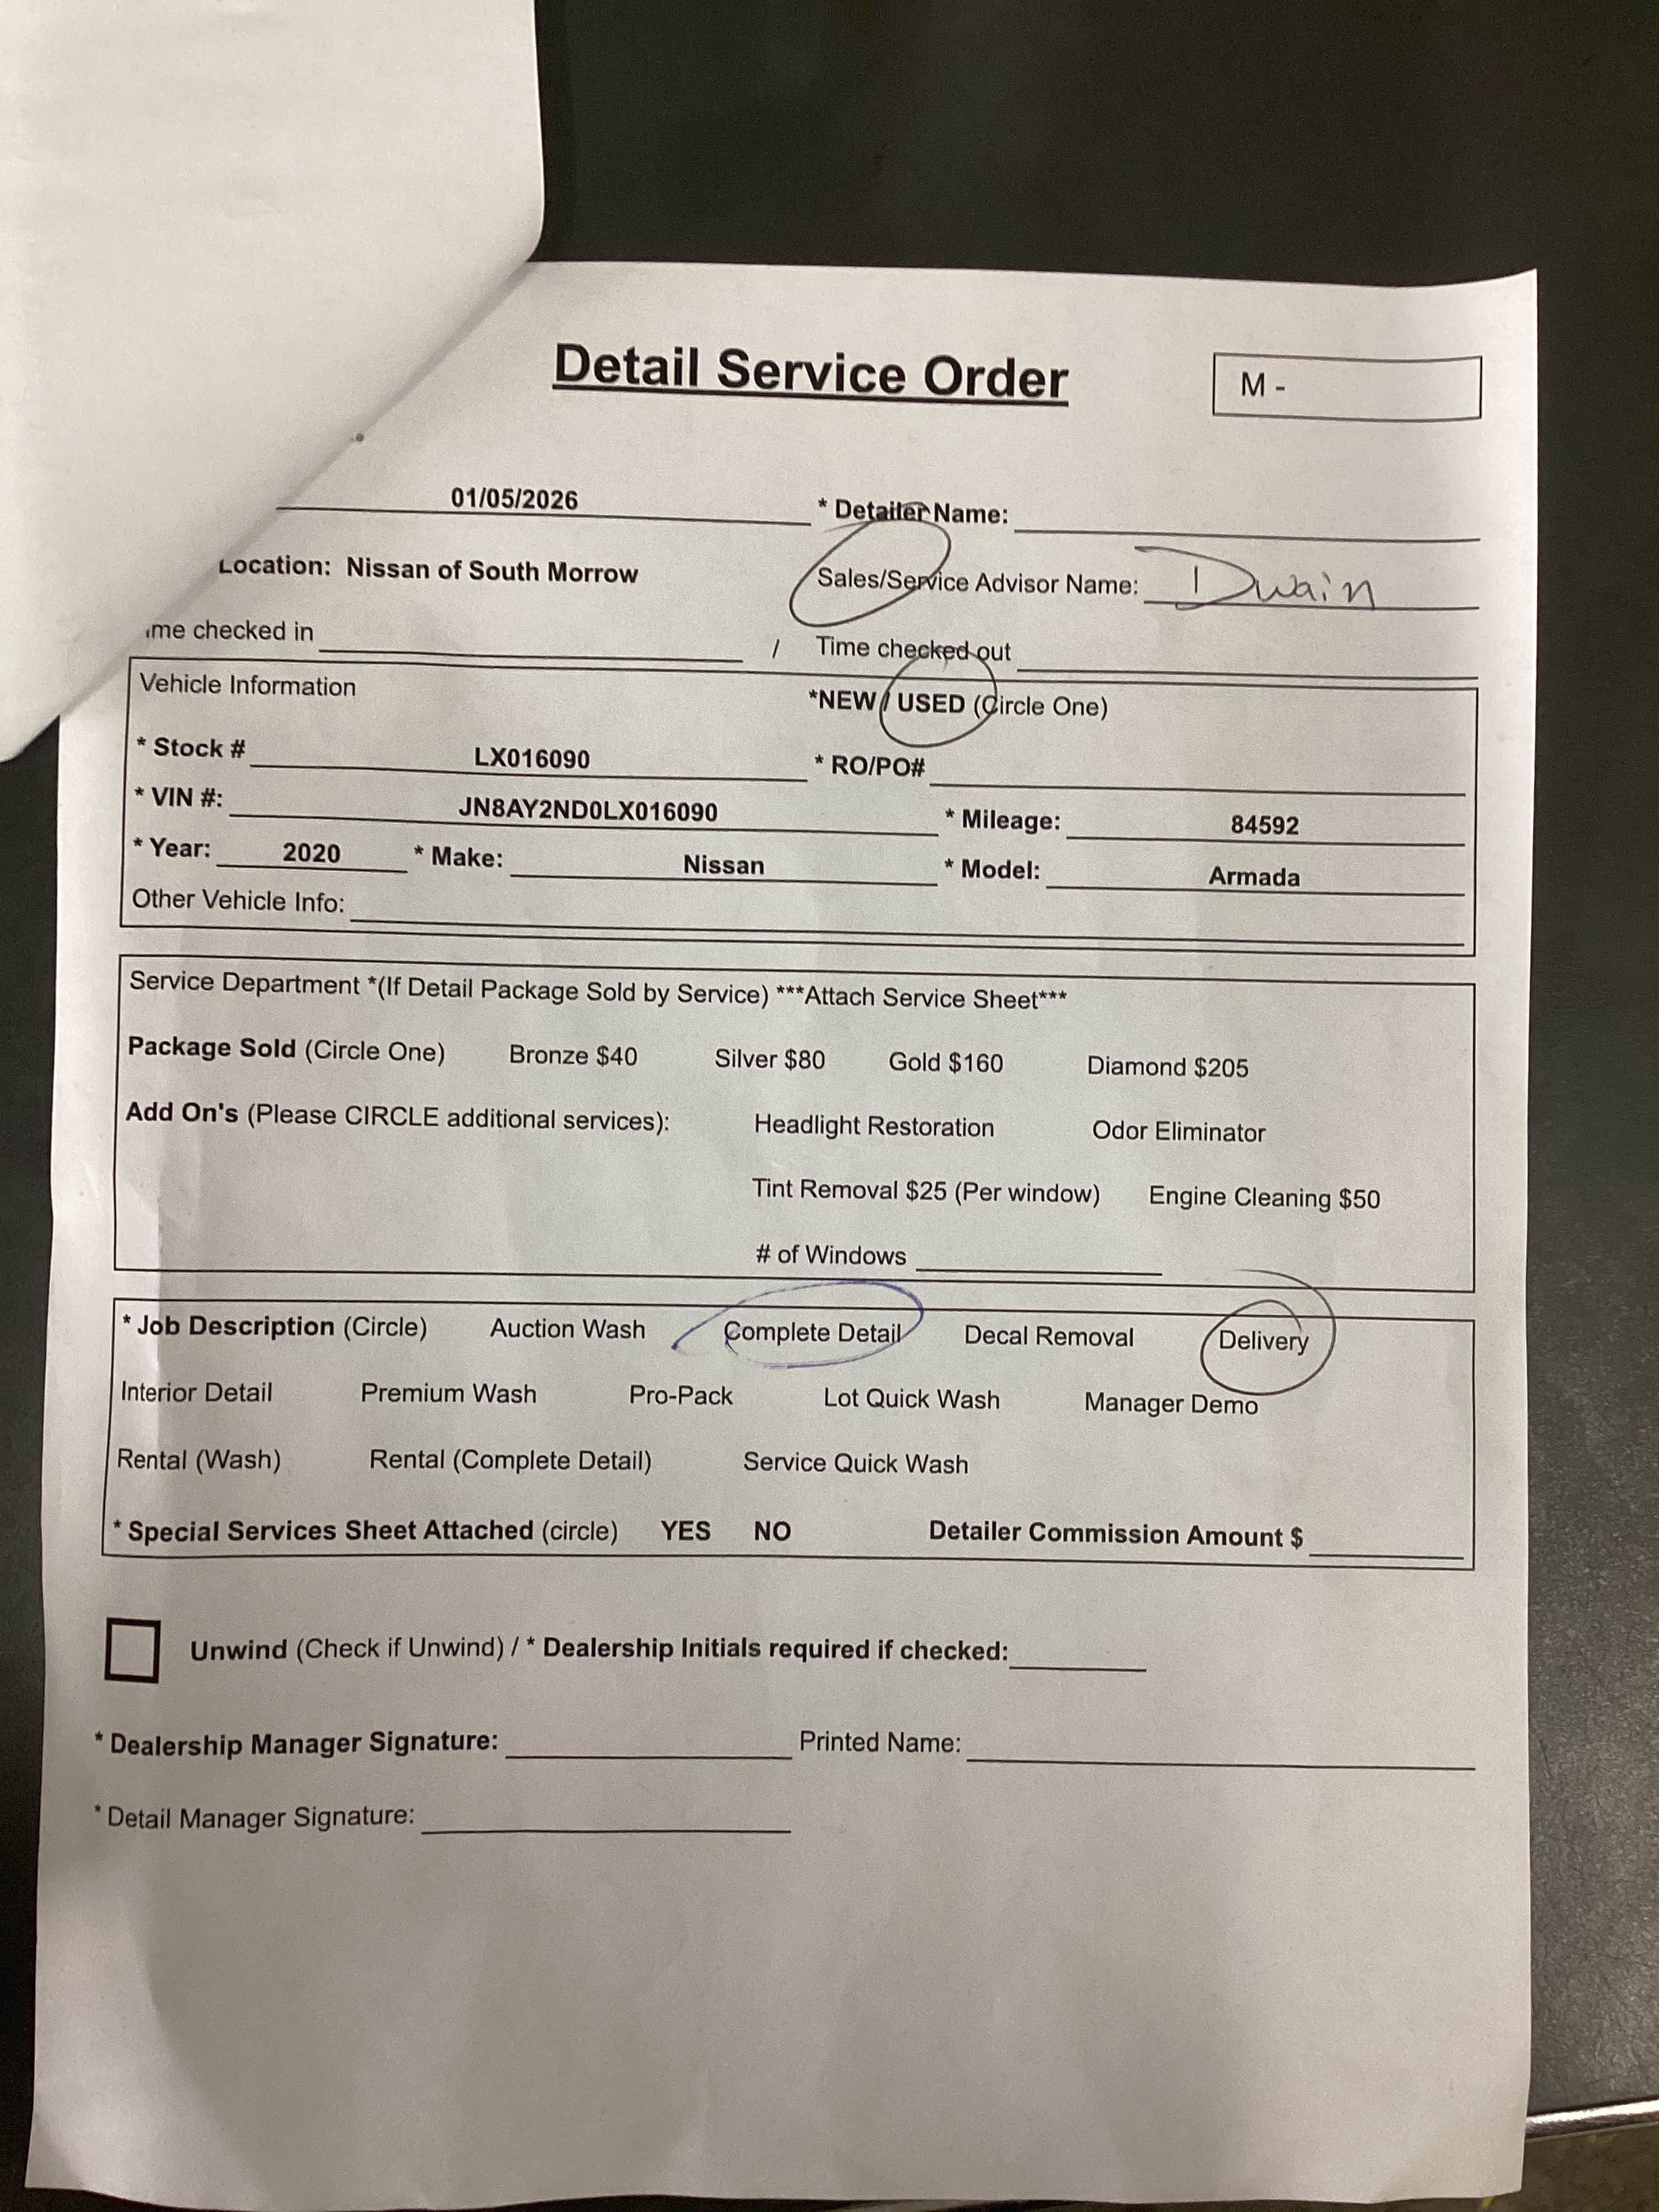 Detail Service Order
M -
01/05/2026 * Detailer Name:
Location: Nissan of South Morrow Sales/Service Advisor Name: Dwain
me checked in / Time checked out
Vehicle Information *NEW / USED (Circle One)
* Stock # LX016090 * RO/PO#
* VIN #: JN8AY2ND0LX016090 * Mileage: 84592
* Year: 2020 * Make: Nissan * Model: Armada
Other Vehicle Info:
Service Department *(If Detail Package Sold by Service) ***Attach Service Sheet***
Package Sold (Circle One) Bronze $40 Silver $80 Gold $160 Diamond $205
Add On's (Please CIRCLE additional services): Headlight Restoration Odor Eliminator
Tint Removal $25 (Per window) Engine Cleaning $50
# of Windows
* Job Description (Circle) Auction Wash Complete Detail Decal Removal Delivery
Interior Detail Premium Wash Pro-Pack Lot Quick Wash Manager Demo
Rental (Wash) Rental (Complete Detail) Service Quick Wash
* Special Services Sheet Attached (circle) YES NO Detailer Commission Amount $
Unwind (Check if Unwind) / * Dealership Initials required if checked:
* Dealership Manager Signature: Printed Name:
* Detail Manager Signature: